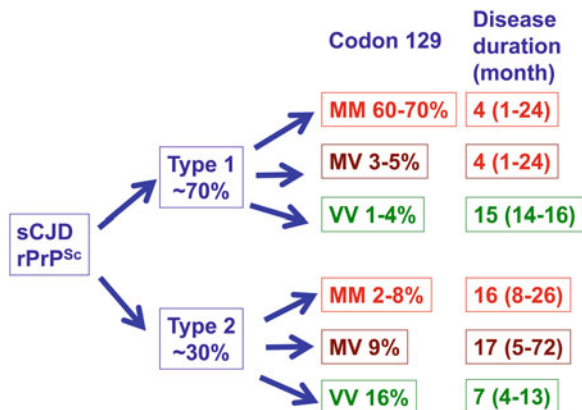 Codon 129
Disease
duration
(month)
MM 60-70%
4 (1-24)
Type 1
~70%
MV 3-5%
4 (1-24)
VV 1-4%
15 (14-16)
sCJD
rPrPSc
MM 2-8%
16 (8-26)
Type 2
~30%
MV 9%
17 (5-72)
VV 16%
7 (4-13)